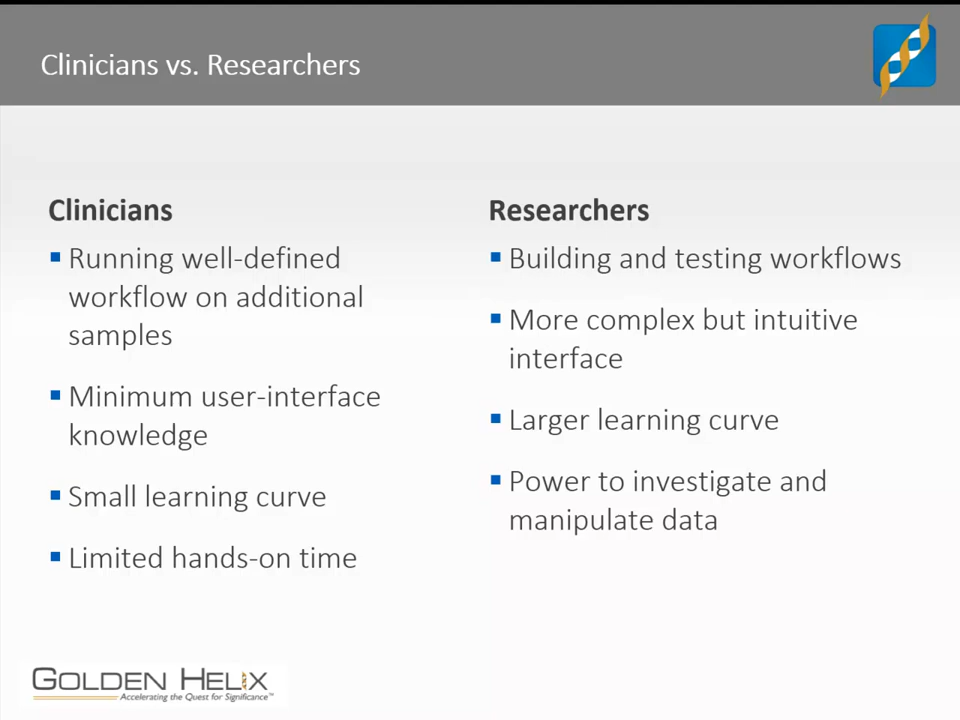 Clinicians vs. Researchers
Clinicians
▪ Running well-defined
workflow on additional
samples
▪ Minimum user-interface
knowledge
▪ Small learning curve
▪ Limited hands-on time
Researchers
▪ Building and testing workflows
▪ More complex but intuitive
interface
▪ Larger learning curve
▪ Power to investigate and
manipulate data
GOLDEN HELIX
Accelerating the Quest for Significance™